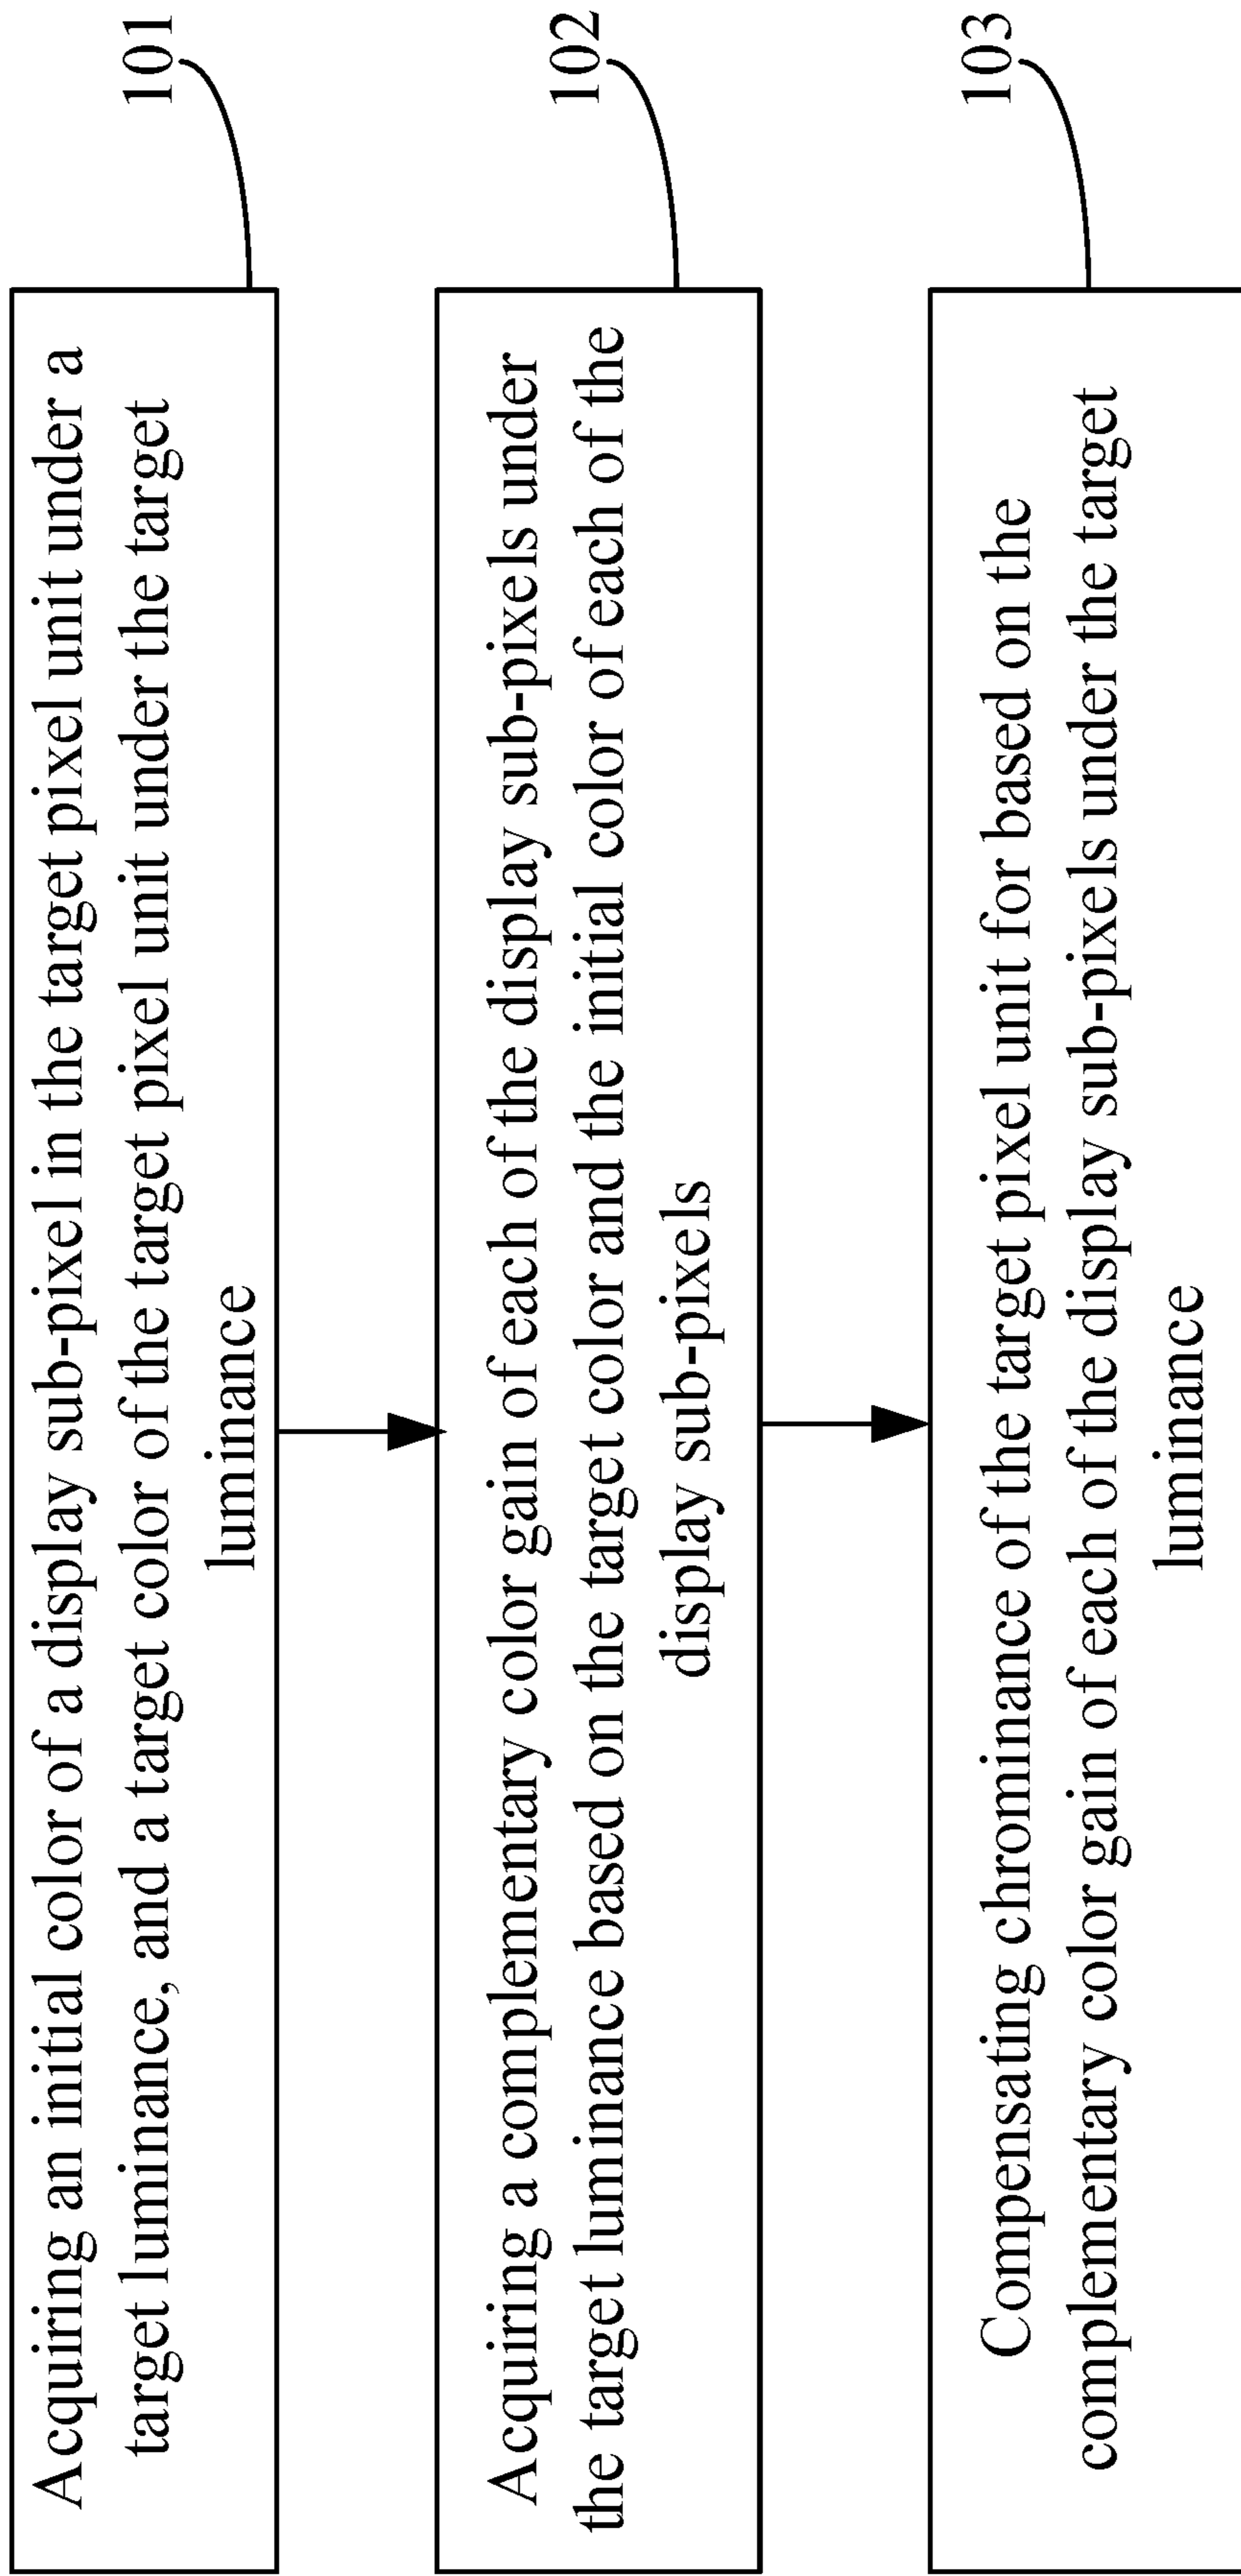 Acquiring an initial color of a display sub-pixel in the target pixel unit under a
target luminance, and a target color of the target pixel unit under the target
luminance
101
Acquiring a complementary color gain of each of the display sub-pixels under
the target luminance based on the target color and the initial color of each of the
display sub-pixels
102
Compensating chrominance of the target pixel unit for based on the
complementary color gain of each of the display sub-pixels under the target
luminance
103